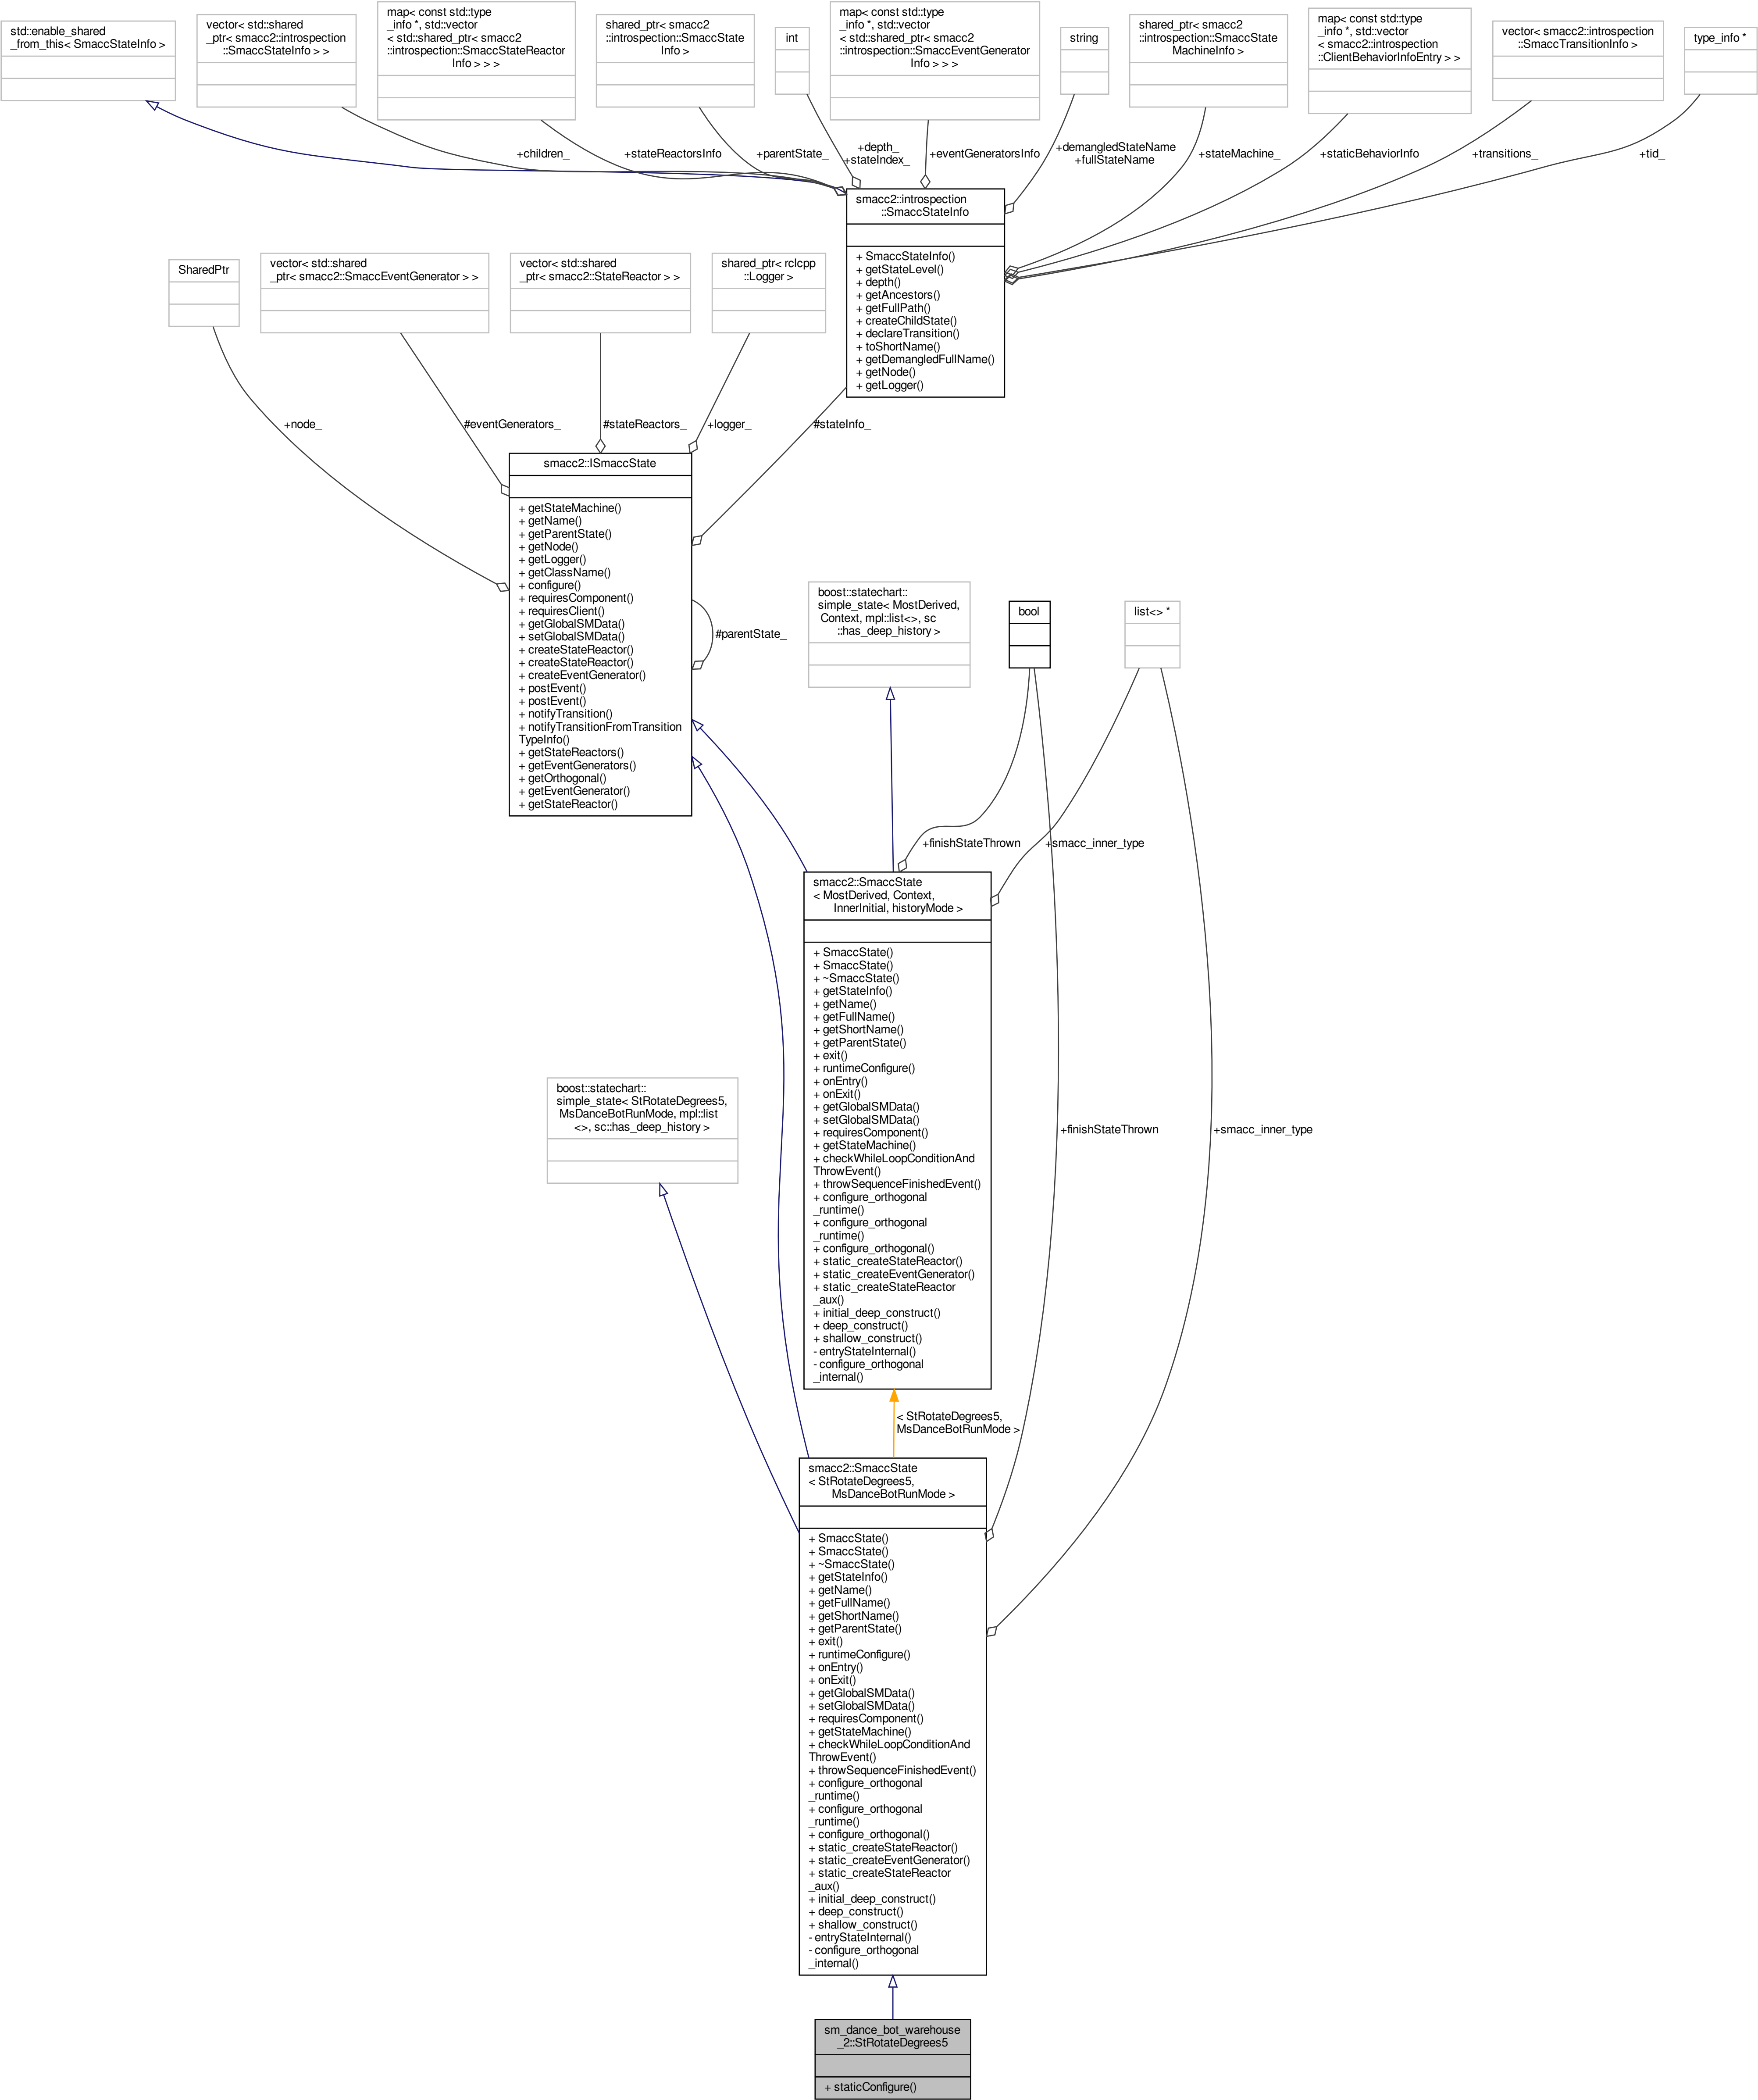 std::enable_shared
_from_this< SmaccStateInfo >
vector< std::shared
_ptr< smacc2::introspection
::SmaccStateInfo > >
map< const std::type
_info *, std::vector
< std::shared_ptr< smacc2
::introspection::SmaccStateReactor
Info > > >
shared_ptr< smacc2
::introspection::SmaccState
Info >
int
map< const std::type
_info *, std::vector
< std::shared_ptr< smacc2
::introspection::SmaccEventGenerator
Info > > >
string
shared_ptr< smacc2
::introspection::SmaccState
MachineInfo >
map< const std::type
_info *, std::vector
< smacc2::introspection
::ClientBehaviorInfoEntry > >
vector< smacc2::introspection
::SmaccTransitionInfo >
type_info *
+children_
+stateReactorsInfo
+parentState_
+depth_
+stateIndex_
+eventGeneratorsInfo
+demangledStateName
+fullStateName
+stateMachine_
+staticBehaviorInfo
+transitions_
+tid_
smacc2::introspection
::SmaccStateInfo
+ SmaccStateInfo()
+ getStateLevel()
+ depth()
+ getAncestors()
+ getFullPath()
+ createChildState()
+ declareTransition()
+ toShortName()
+ getDemangledFullName()
+ getNode()
+ getLogger()
SharedPtr
vector< std::shared
_ptr< smacc2::SmaccEventGenerator > >
vector< std::shared
_ptr< smacc2::StateReactor > >
shared_ptr< rclcpp
::Logger >
+node_
#eventGenerators_
#stateReactors_
+logger_
#stateInfo_
smacc2::ISmaccState
+ getStateMachine()
+ getName()
+ getParentState()
+ getNode()
+ getLogger()
+ getClassName()
+ configure()
+ requiresComponent()
+ requiresClient()
+ getGlobalSMData()
+ setGlobalSMData()
+ createStateReactor()
+ createStateReactor()
+ createEventGenerator()
+ postEvent()
+ postEvent()
+ notifyTransition()
+ notifyTransitionFromTransition
TypeInfo()
+ getStateReactors()
+ getEventGenerators()
+ getOrthogonal()
+ getEventGenerator()
+ getStateReactor()
#parentState_
boost::statechart::
simple_state< MostDerived,
Context, mpl::list<>, sc
::has_deep_history >
bool
list<> *
+finishStateThrown
+smacc_inner_type
smacc2::SmaccState
< MostDerived, Context,
InnerInitial, historyMode >
+ SmaccState()
+ SmaccState()
+ ~SmaccState()
+ getStateInfo()
+ getName()
+ getFullName()
+ getShortName()
+ getParentState()
+ exit()
+ runtimeConfigure()
+ onEntry()
+ onExit()
+ getGlobalSMData()
+ setGlobalSMData()
+ requiresComponent()
+ getStateMachine()
+ checkWhileLoopConditionAnd
ThrowEvent()
+ throwSequenceFinishedEvent()
+ configure_orthogonal
_runtime()
+ configure_orthogonal
_runtime()
+ configure_orthogonal()
+ static_createStateReactor()
+ static_createEventGenerator()
+ static_createStateReactor
_aux()
+ initial_deep_construct()
+ deep_construct()
+ shallow_construct()
- entryStateInternal()
- configure_orthogonal
_internal()
boost::statechart::
simple_state< StRotateDegrees5,
MsDanceBotRunMode, mpl::list
<>, sc::has_deep_history >
+finishStateThrown
+smacc_inner_type
< StRotateDegrees5,
MsDanceBotRunMode >
smacc2::SmaccState
< StRotateDegrees5,
MsDanceBotRunMode >
+ SmaccState()
+ SmaccState()
+ ~SmaccState()
+ getStateInfo()
+ getName()
+ getFullName()
+ getShortName()
+ getParentState()
+ exit()
+ runtimeConfigure()
+ onEntry()
+ onExit()
+ getGlobalSMData()
+ setGlobalSMData()
+ requiresComponent()
+ getStateMachine()
+ checkWhileLoopConditionAnd
ThrowEvent()
+ throwSequenceFinishedEvent()
+ configure_orthogonal
_runtime()
+ configure_orthogonal
_runtime()
+ configure_orthogonal()
+ static_createStateReactor()
+ static_createEventGenerator()
+ static_createStateReactor
_aux()
+ initial_deep_construct()
+ deep_construct()
+ shallow_construct()
- entryStateInternal()
- configure_orthogonal
_internal()
sm_dance_bot_warehouse
_2::StRotateDegrees5
+ staticConfigure()